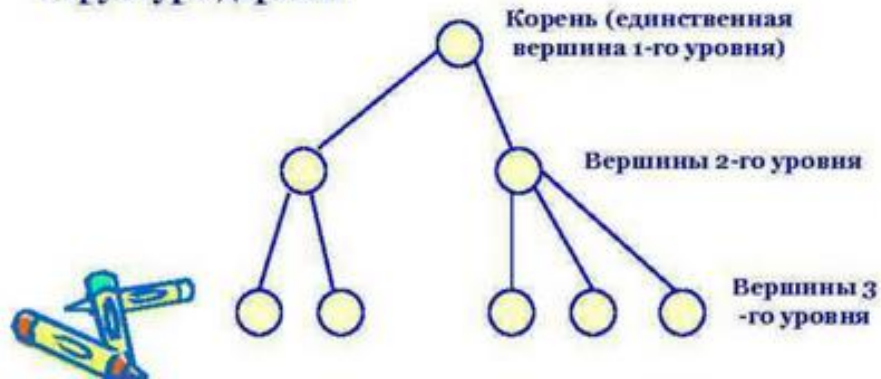 Корень (единственная
вершина 1-го уровня)
Вершины 2-го уровня
Вершины 3
-го уровня